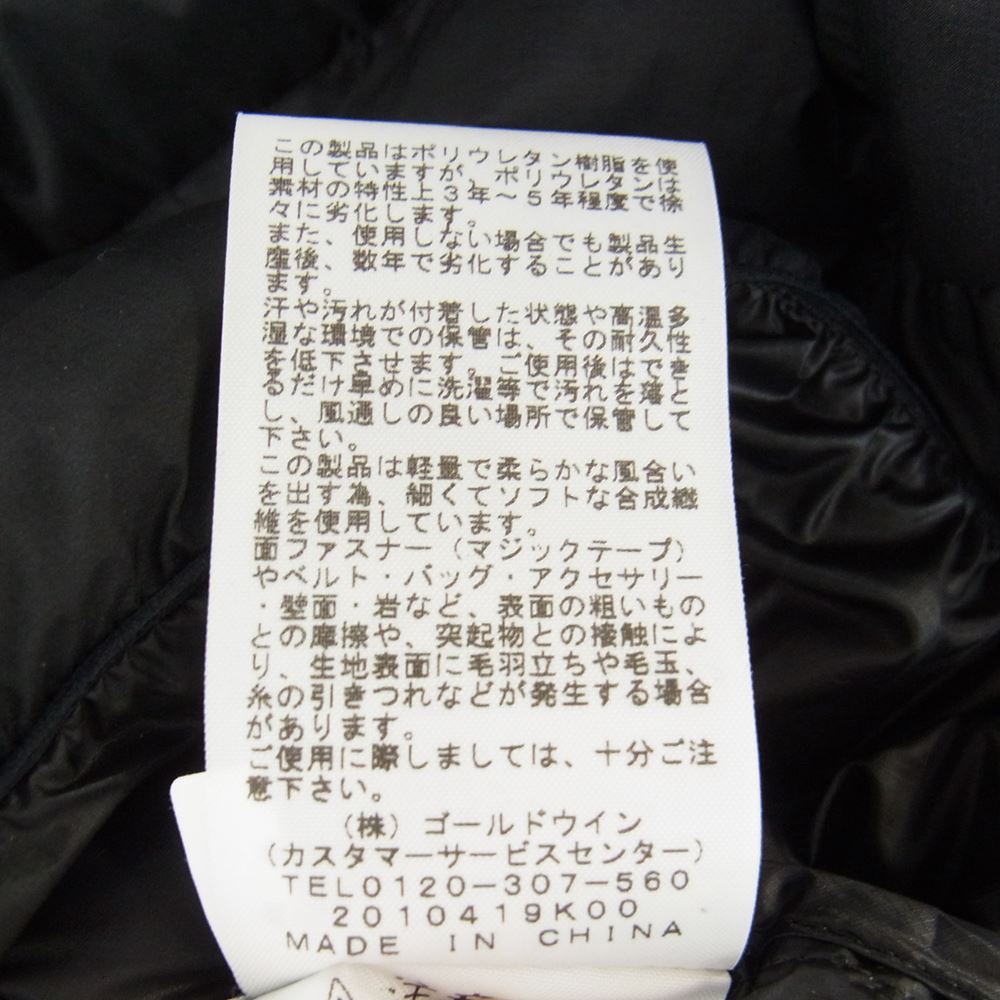 この製品はポリウレタン樹脂を使
用していますが、ポリウレタンは
素材の特性上3年〜5年程度で徐
々に劣化します。
また、使用しない場合でも製品生
産後、数年で劣化することがあり
ます。
汗や汚れが付着した状態や高温多
湿な環境での保管は、その耐久性
を低下させます。ご使用後はでき
るだけ早めに洗濯等で汚れを落と
し、風通しの良い場所で保管して
下さい。
この製品は軽量で柔らかな風合い
を出す為、細くてソフトな合成繊
維を使用しています。
面ファスナー(マジックテープ)
やベルト・バッグ・アクセサリー
・壁面・岩など、表面の粗いもの
との摩擦や、突起物との接触によ
り、生地表面に毛羽立ちや毛玉、
糸の引きつれなどが発生する場合
があります。
ご使用に際しましては、十分ご注
意下さい。
(株)ゴールドウイン
(カスタマーサービスセンター)
TEL0120-307-560
2010419K00
MADE IN CHINA